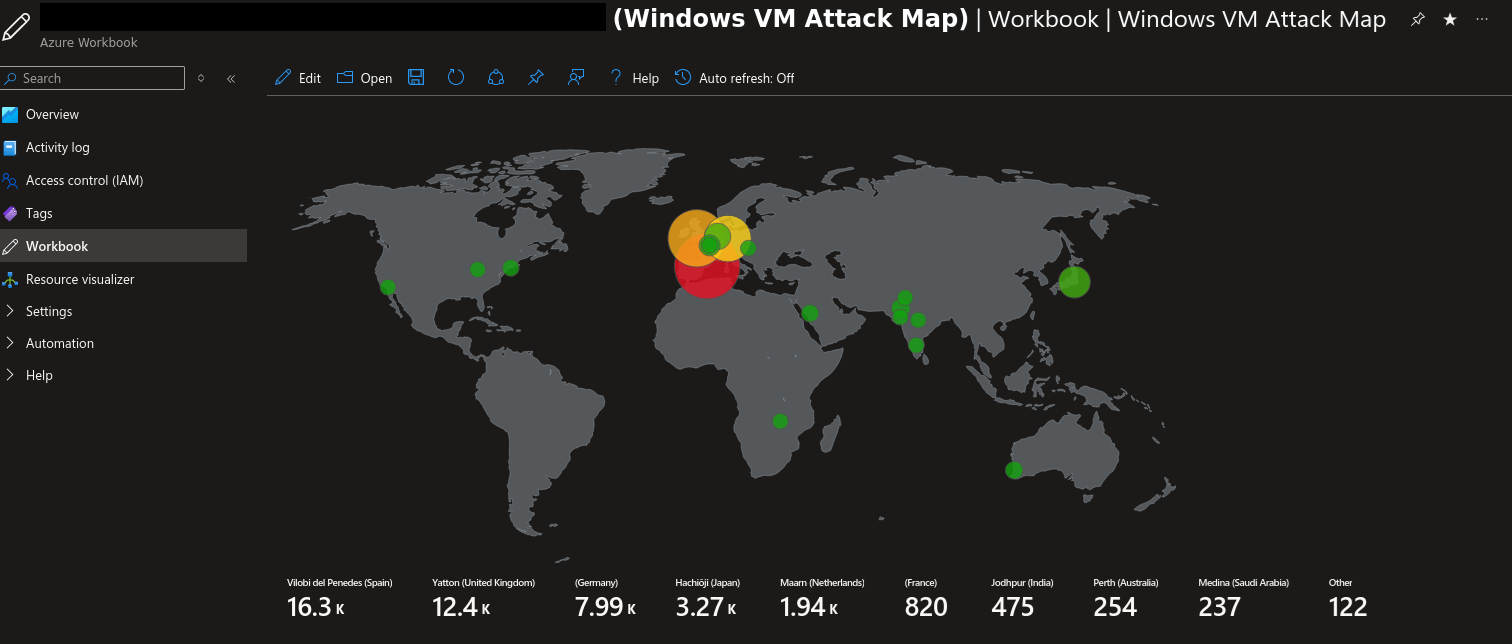 (Windows VM Attack Map) | Workbook | Windows VM Attack Map
Azure Workbook
Search
Edit Open Help Auto refresh: Off
Overview
Activity log
Access control (IAM)
Tags
Workbook
Resource visualizer
Settings
Automation
Help
Vilobi del Penedes (Spain) Yatton (United Kingdom) (Germany) Hachiōji (Japan) Maarn (Netherlands) (France) Jodhpur (India) Perth (Australia) Medina (Saudi Arabia) Other
16.3 K 12.4 K 7.99 K 3.27 K 1.94 K 820 475 254 237 122